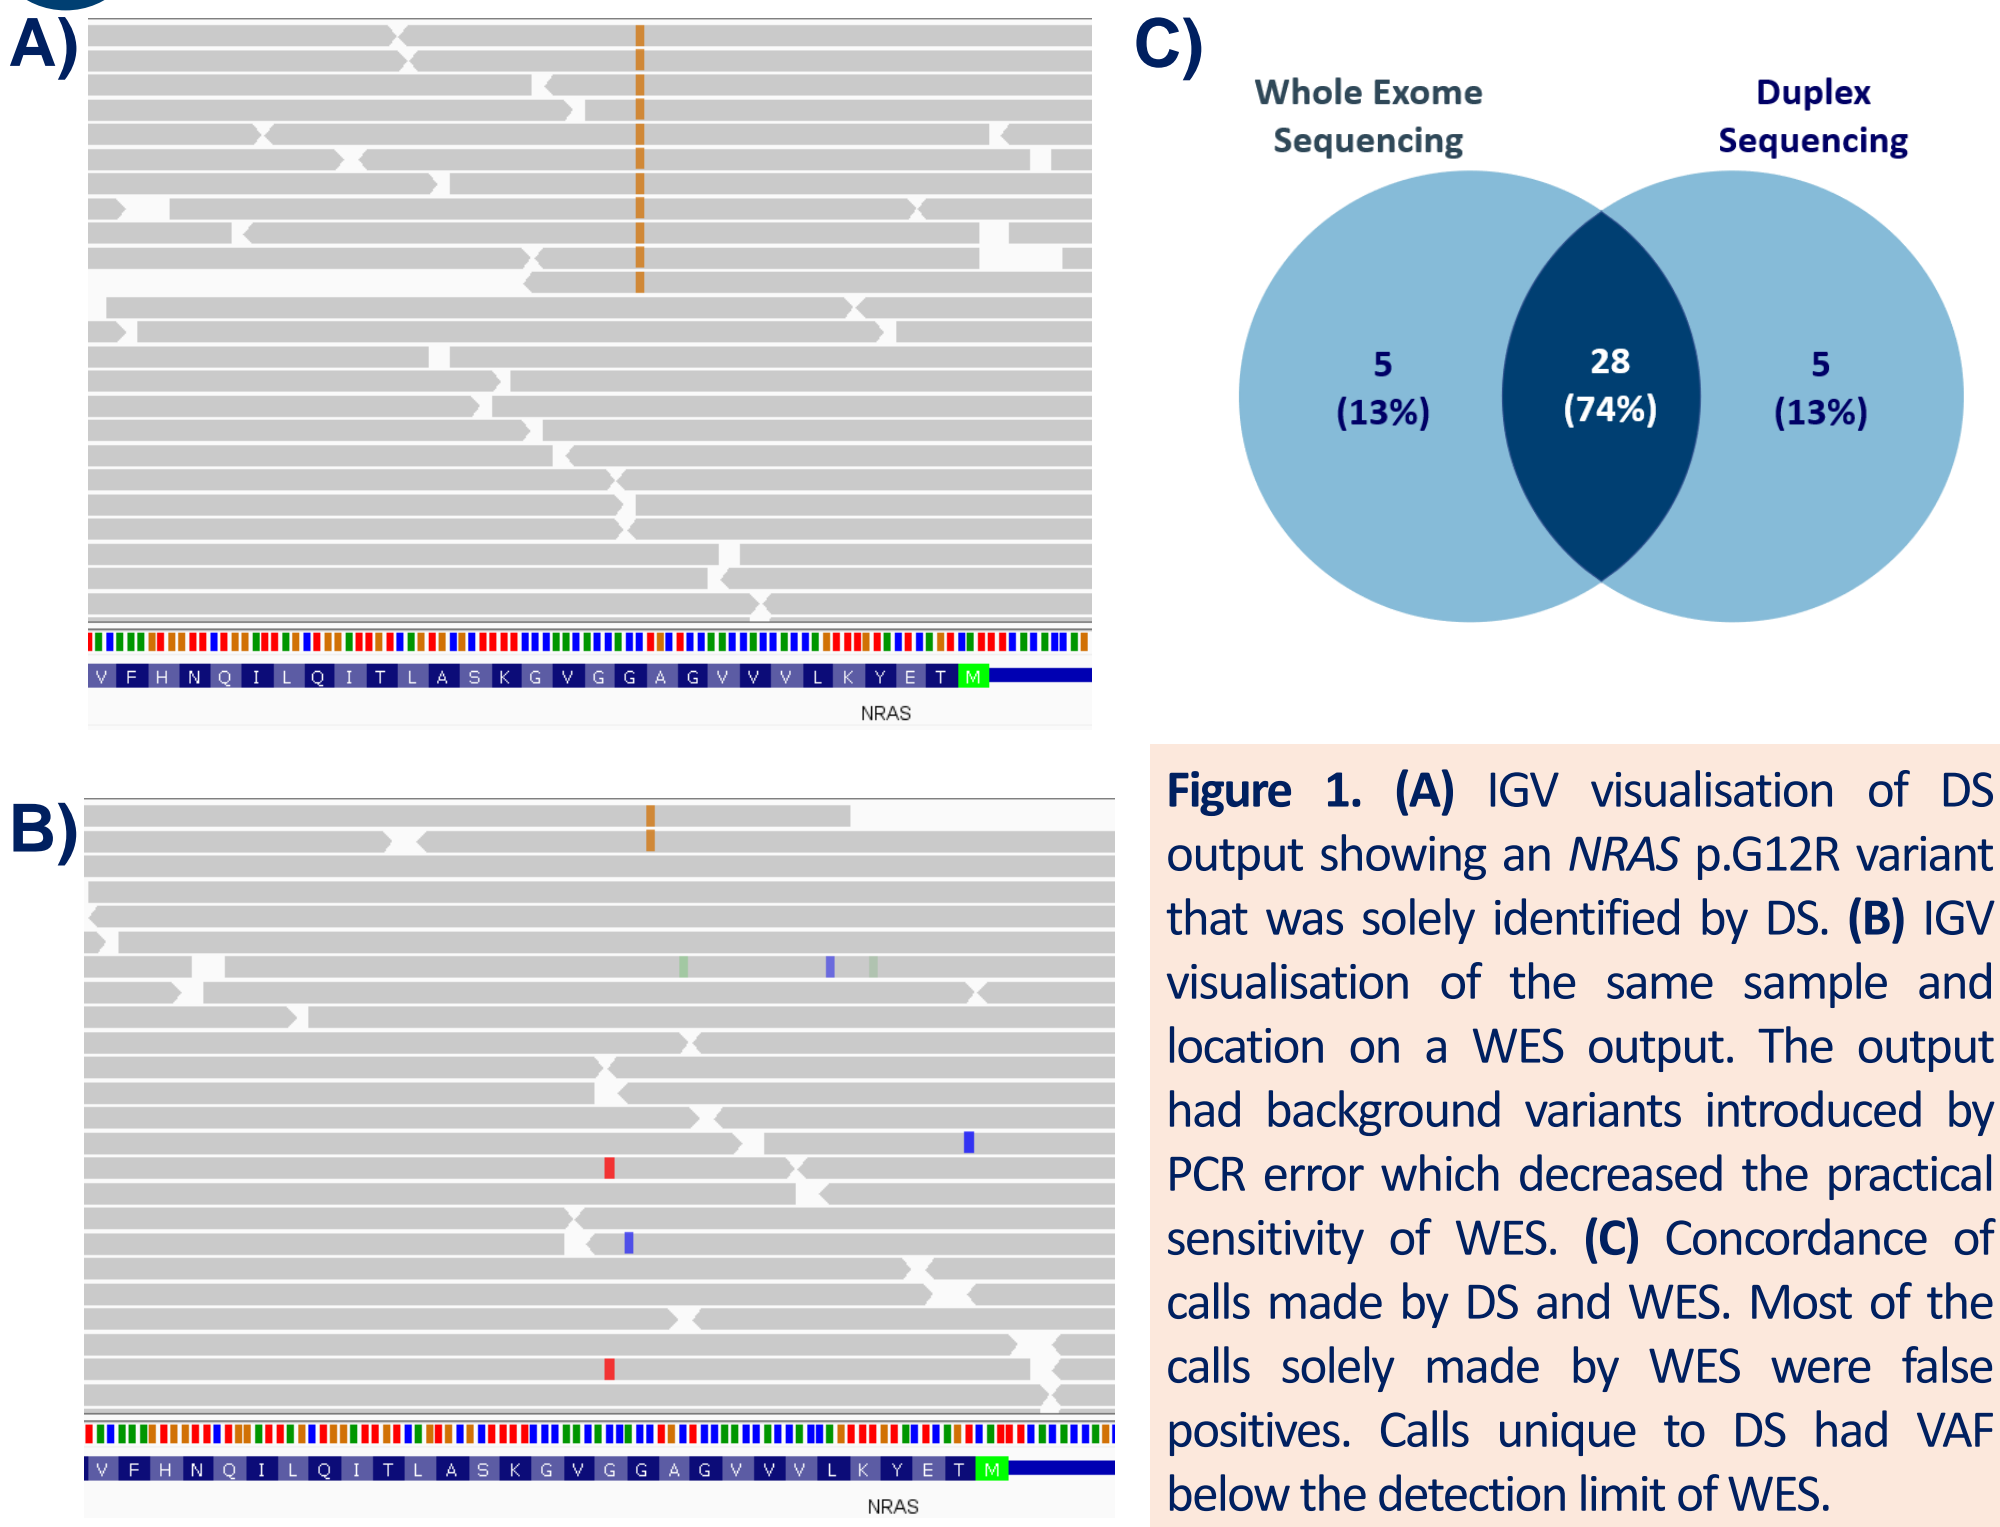 A)
V F H N Q I L Q I T L A S K G V G G A G V V V L K Y E T M
NRAS
B)
V F H N Q I L Q I T L A S K G V G G A G V V V L K Y E T M
NRAS
C)
Whole Exome
Sequencing
Duplex
Sequencing
5
(13%)
28
(74%)
5
(13%)
Figure 1. (A) IGV visualisation of DS
output showing an NRAS p.G12R variant
that was solely identified by DS. (B) IGV
visualisation of the same sample and
location on a WES output. The output
had background variants introduced by
PCR error which decreased the practical
sensitivity of WES. (C) Concordance of
calls made by DS and WES. Most of the
calls solely made by WES were false
positives. Calls unique to DS had VAF
below the detection limit of WES.